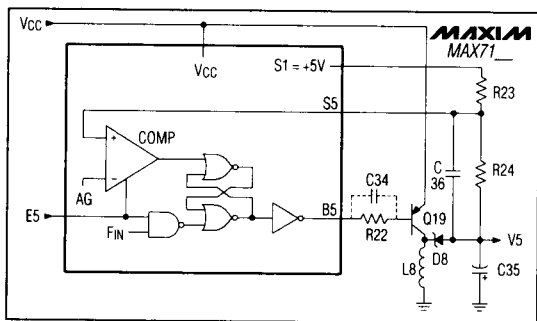 VCC
MAXIM
MAX71__
VCC
S1 = +5V
R23
S5
COMP
+
−
AG
E5
FIN
C
36
R24
C34
B5
R22
Q19
V5
D8
L8
C35
+